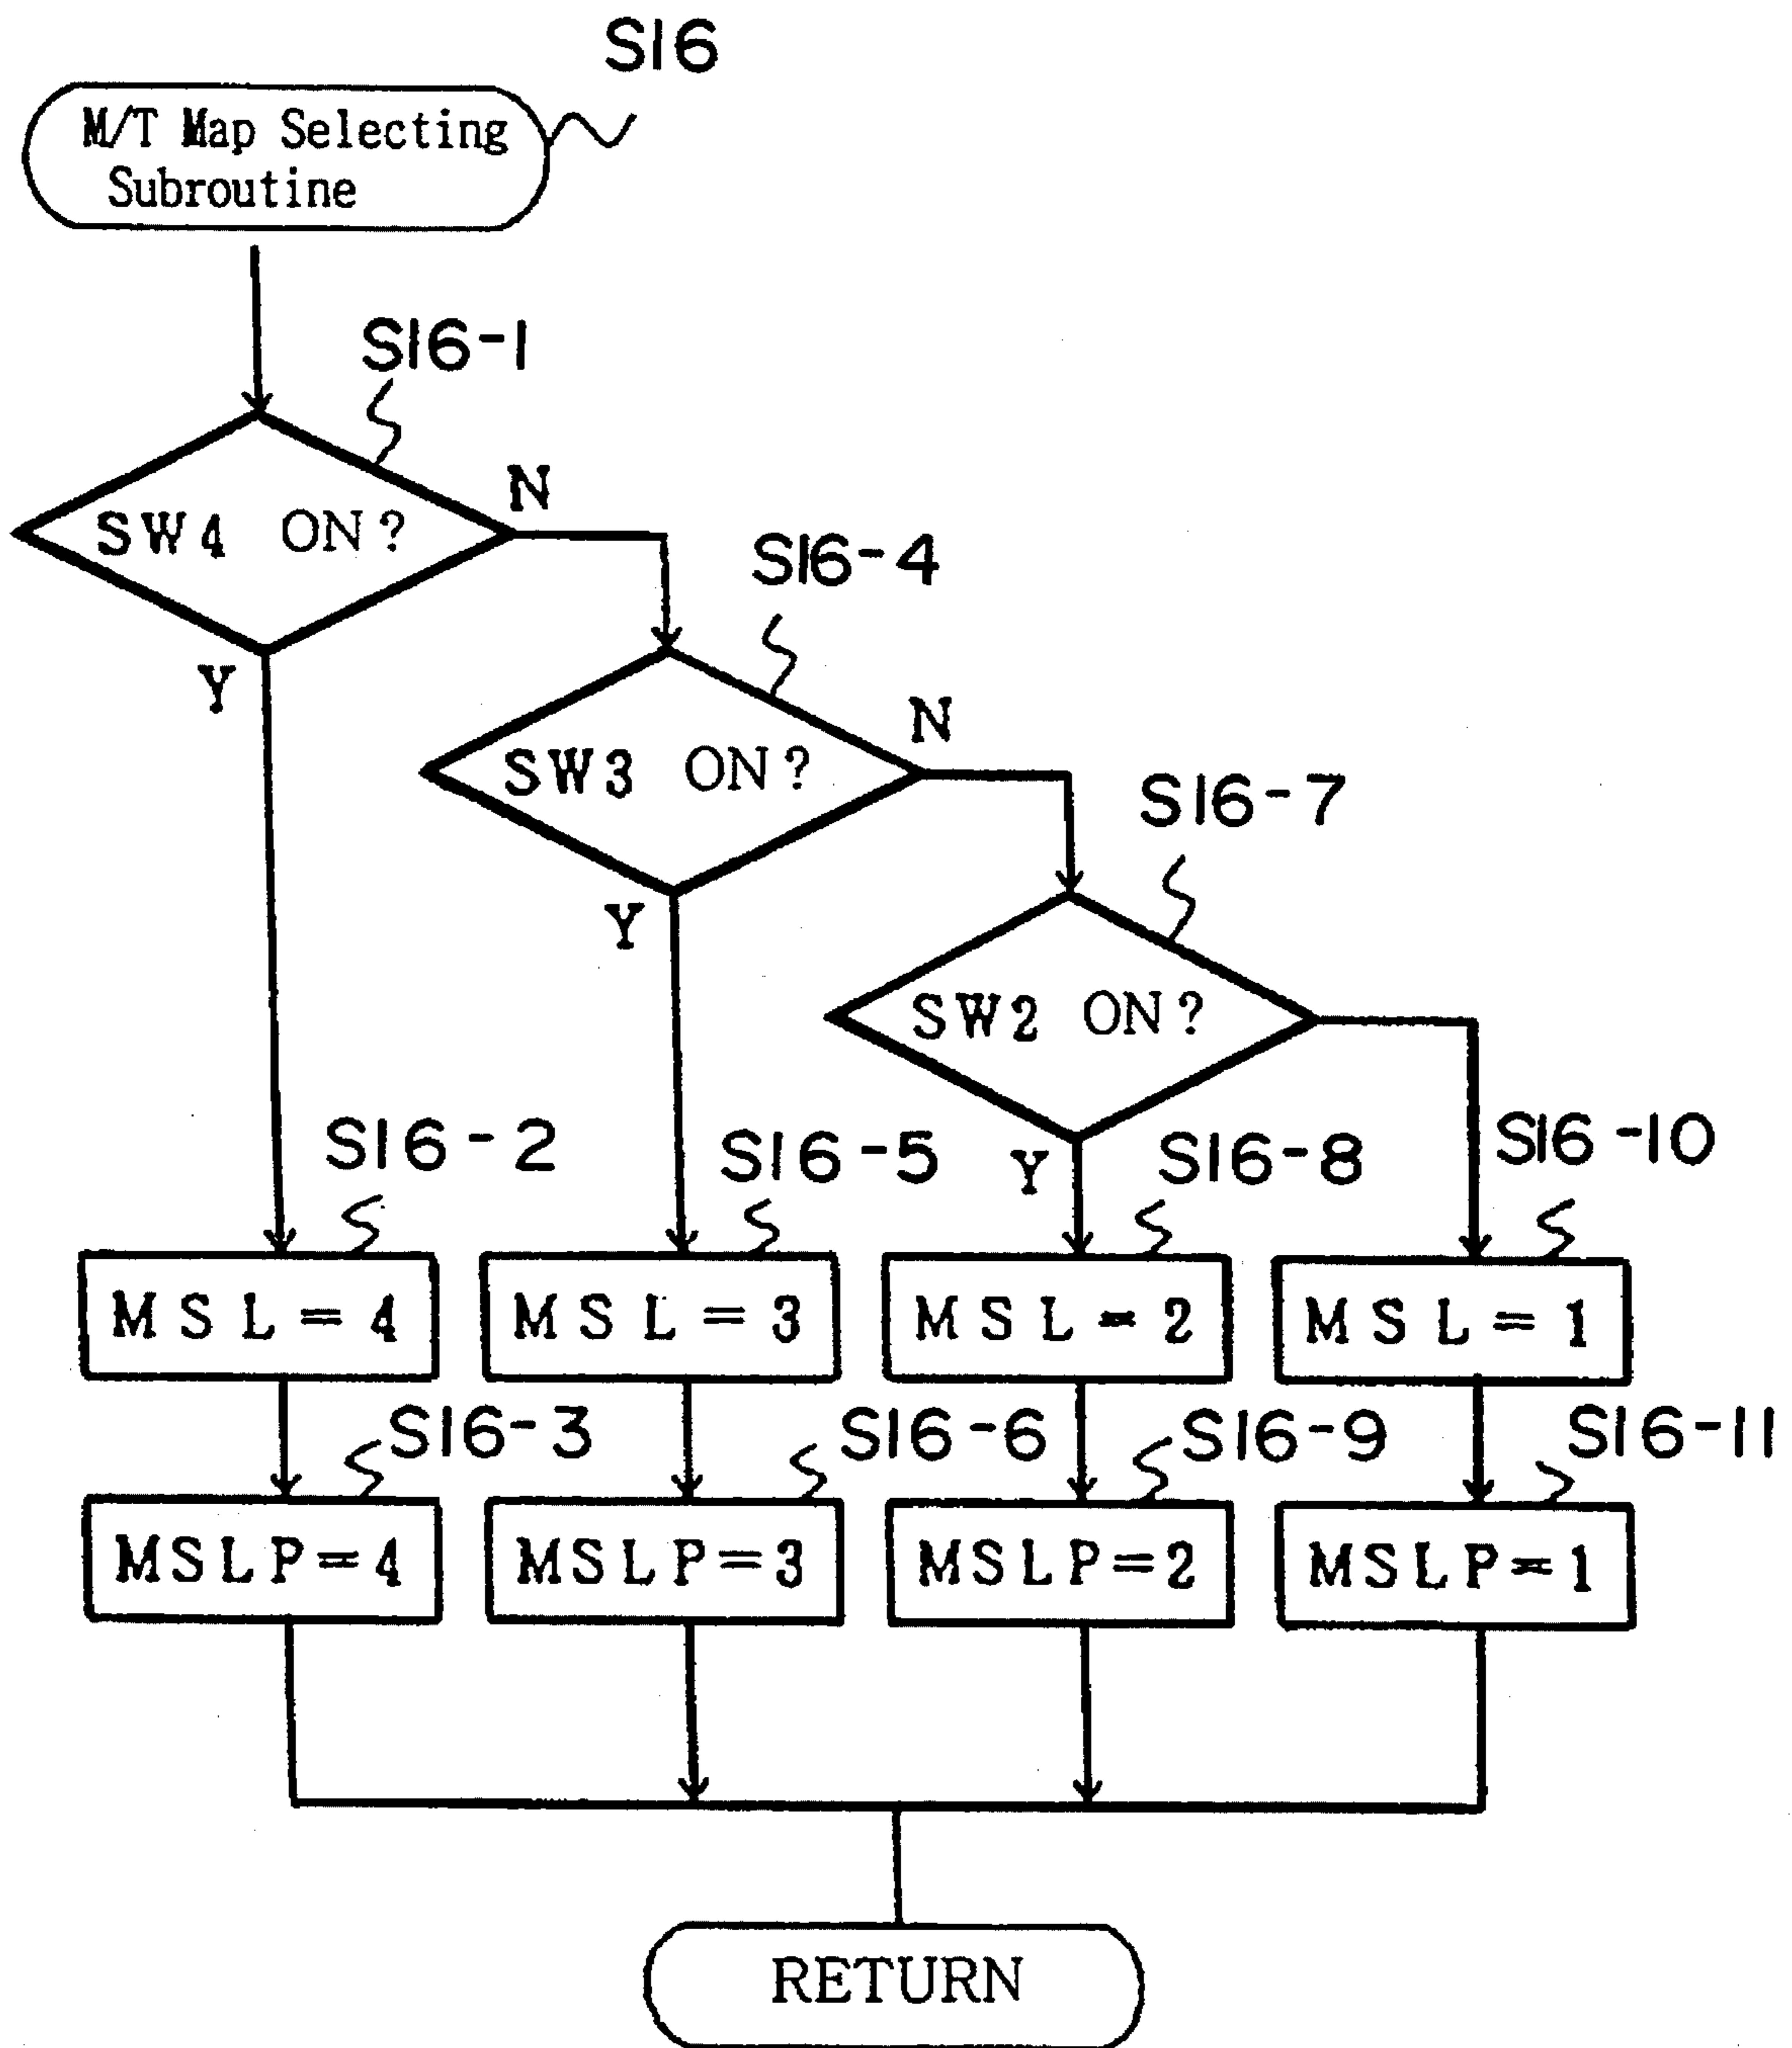 S16
M/T Map Selecting
Subroutine
S16-1
SW4 ON?
N
Y
S16-4
SW3 ON?
N
Y
S16-7
SW2 ON?
Y
S16-2
S16-5
S16-8
S16-10
MSL=4
MSL=3
MSL=2
MSL=1
S16-3
S16-6
S16-9
S16-11
MSLP=4
MSLP=3
MSLP=2
MSLP=1
RETURN